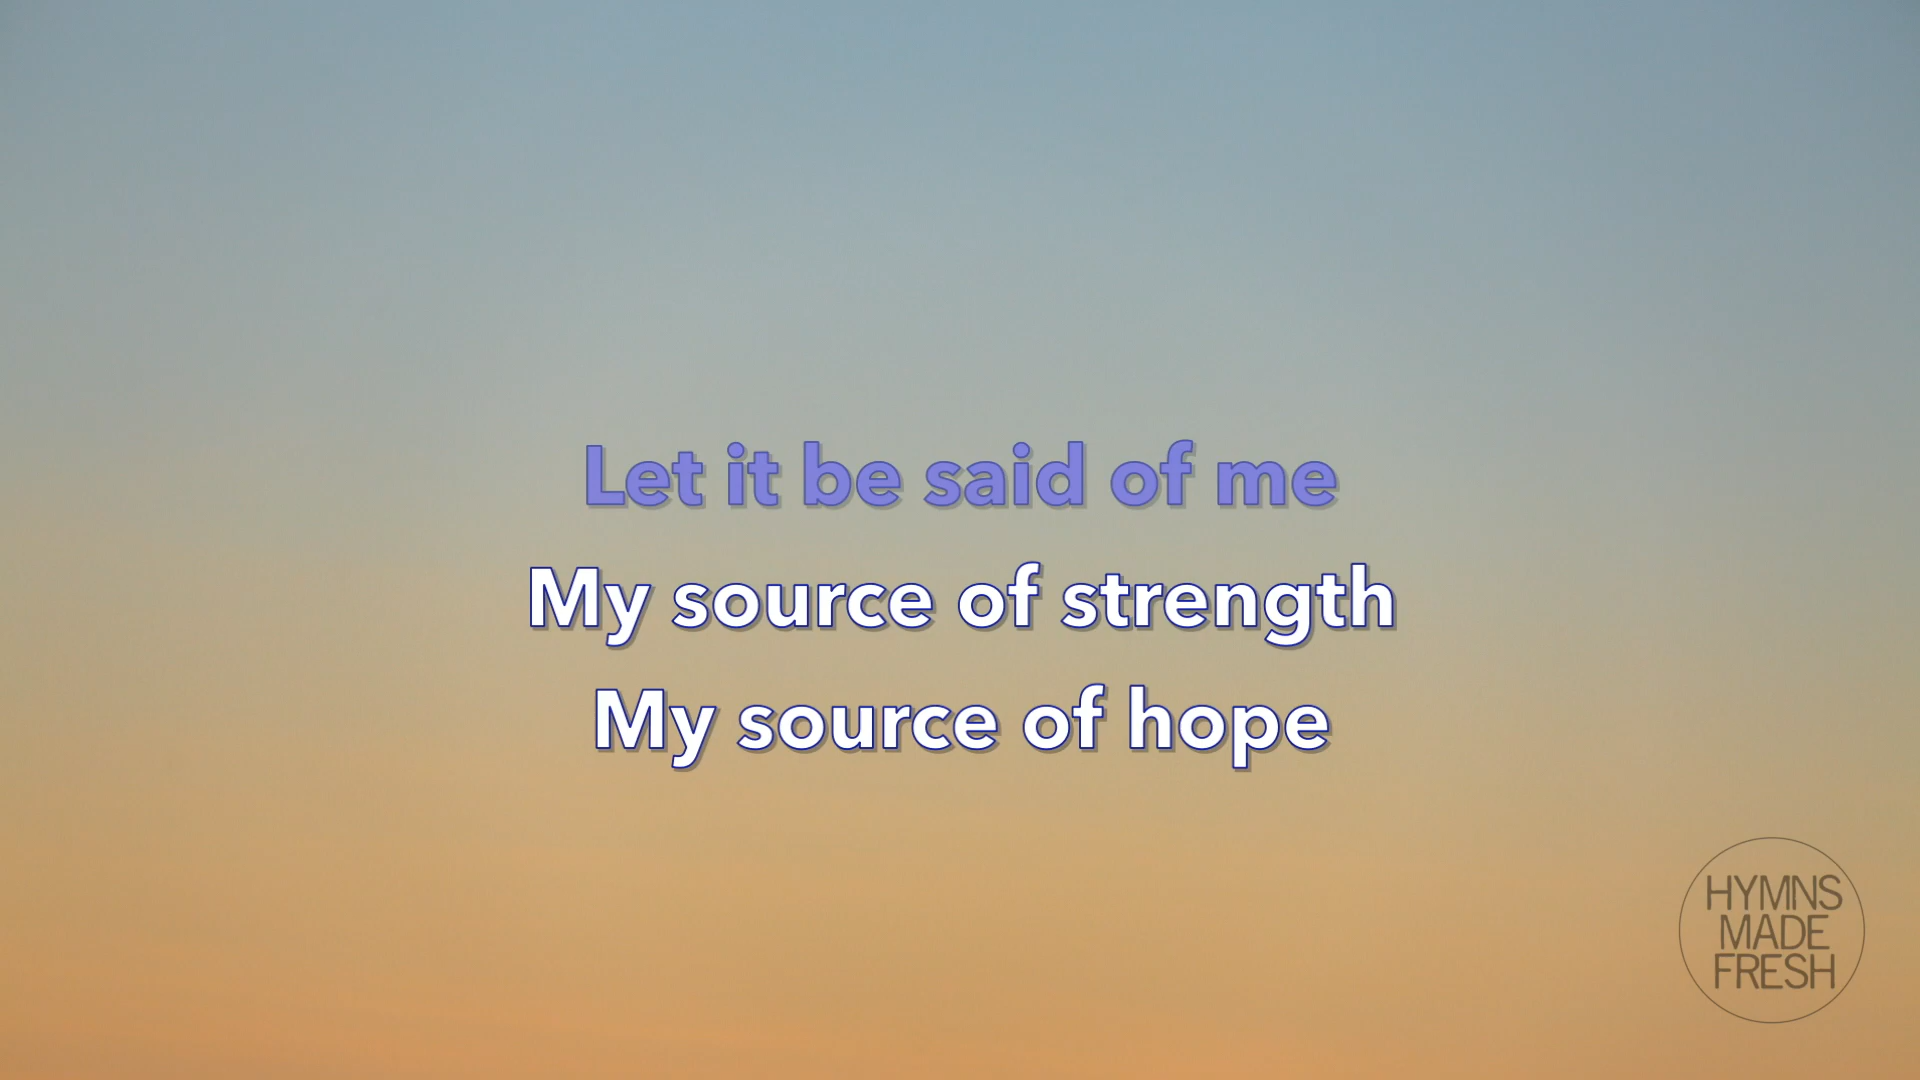 Let it be said of me
My source of strength
My source of hope
HYMNS
MADE
FRESH